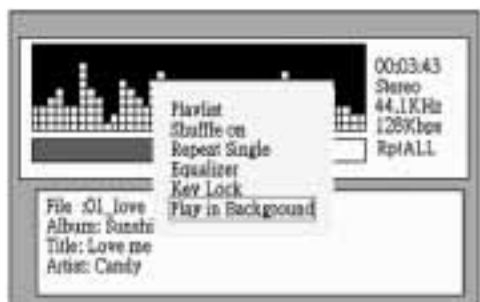 00:03:43
Stereo
44.1KHz
128Kbps
RptALL
Playlist
Shuffle on
Repeat Single
Equalizer
Key Lock
Play in Background
File :01_love
Album: Sunshi
Title: Love me
Artist: Candy